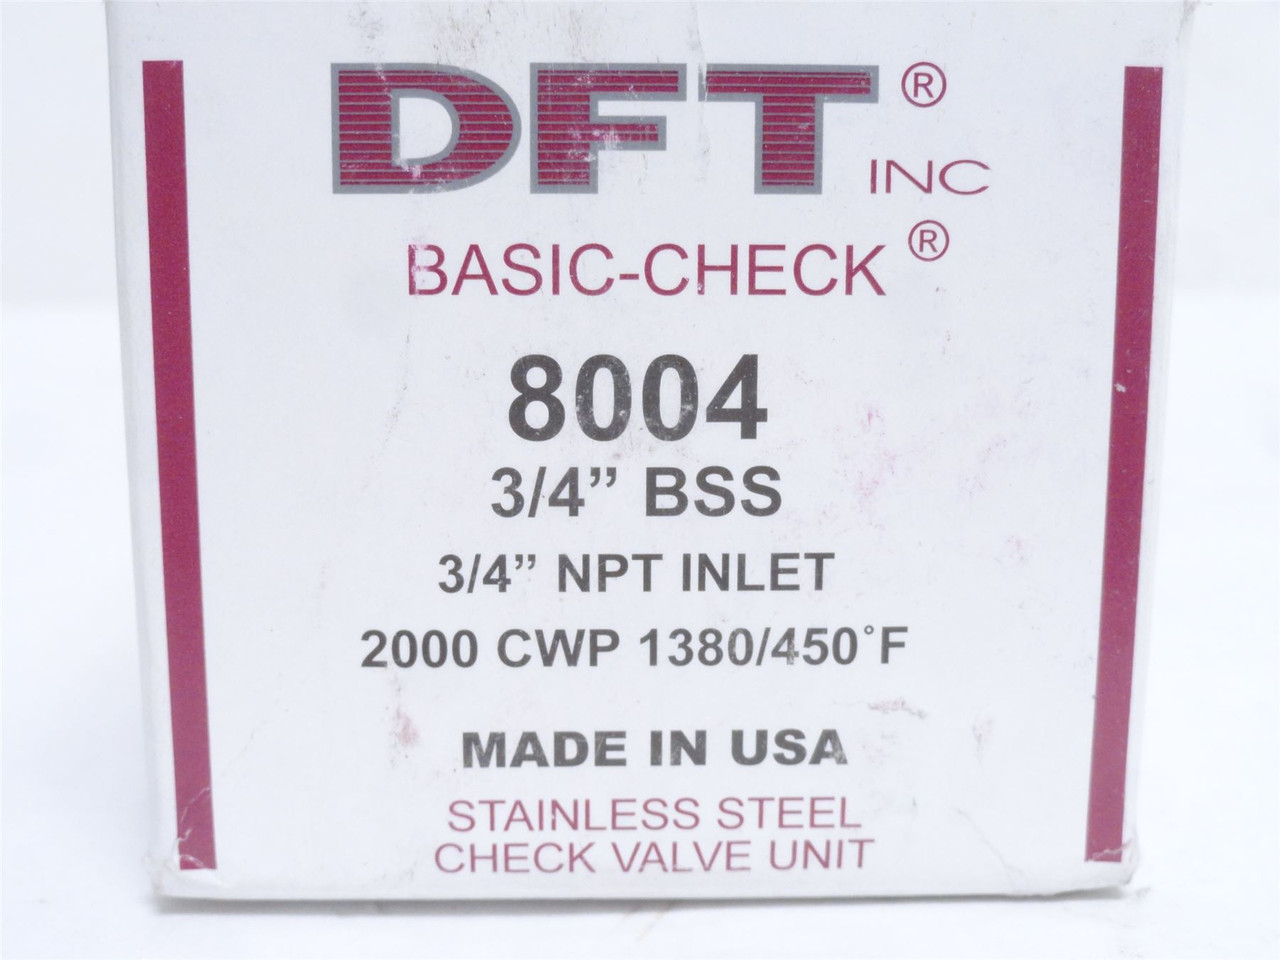 DFT®
INC
BASIC-CHECK®
8004
3/4” BSS
3/4” NPT INLET
2000 CWP 1380/450°F
MADE IN USA
STAINLESS STEEL
CHECK VALVE UNIT